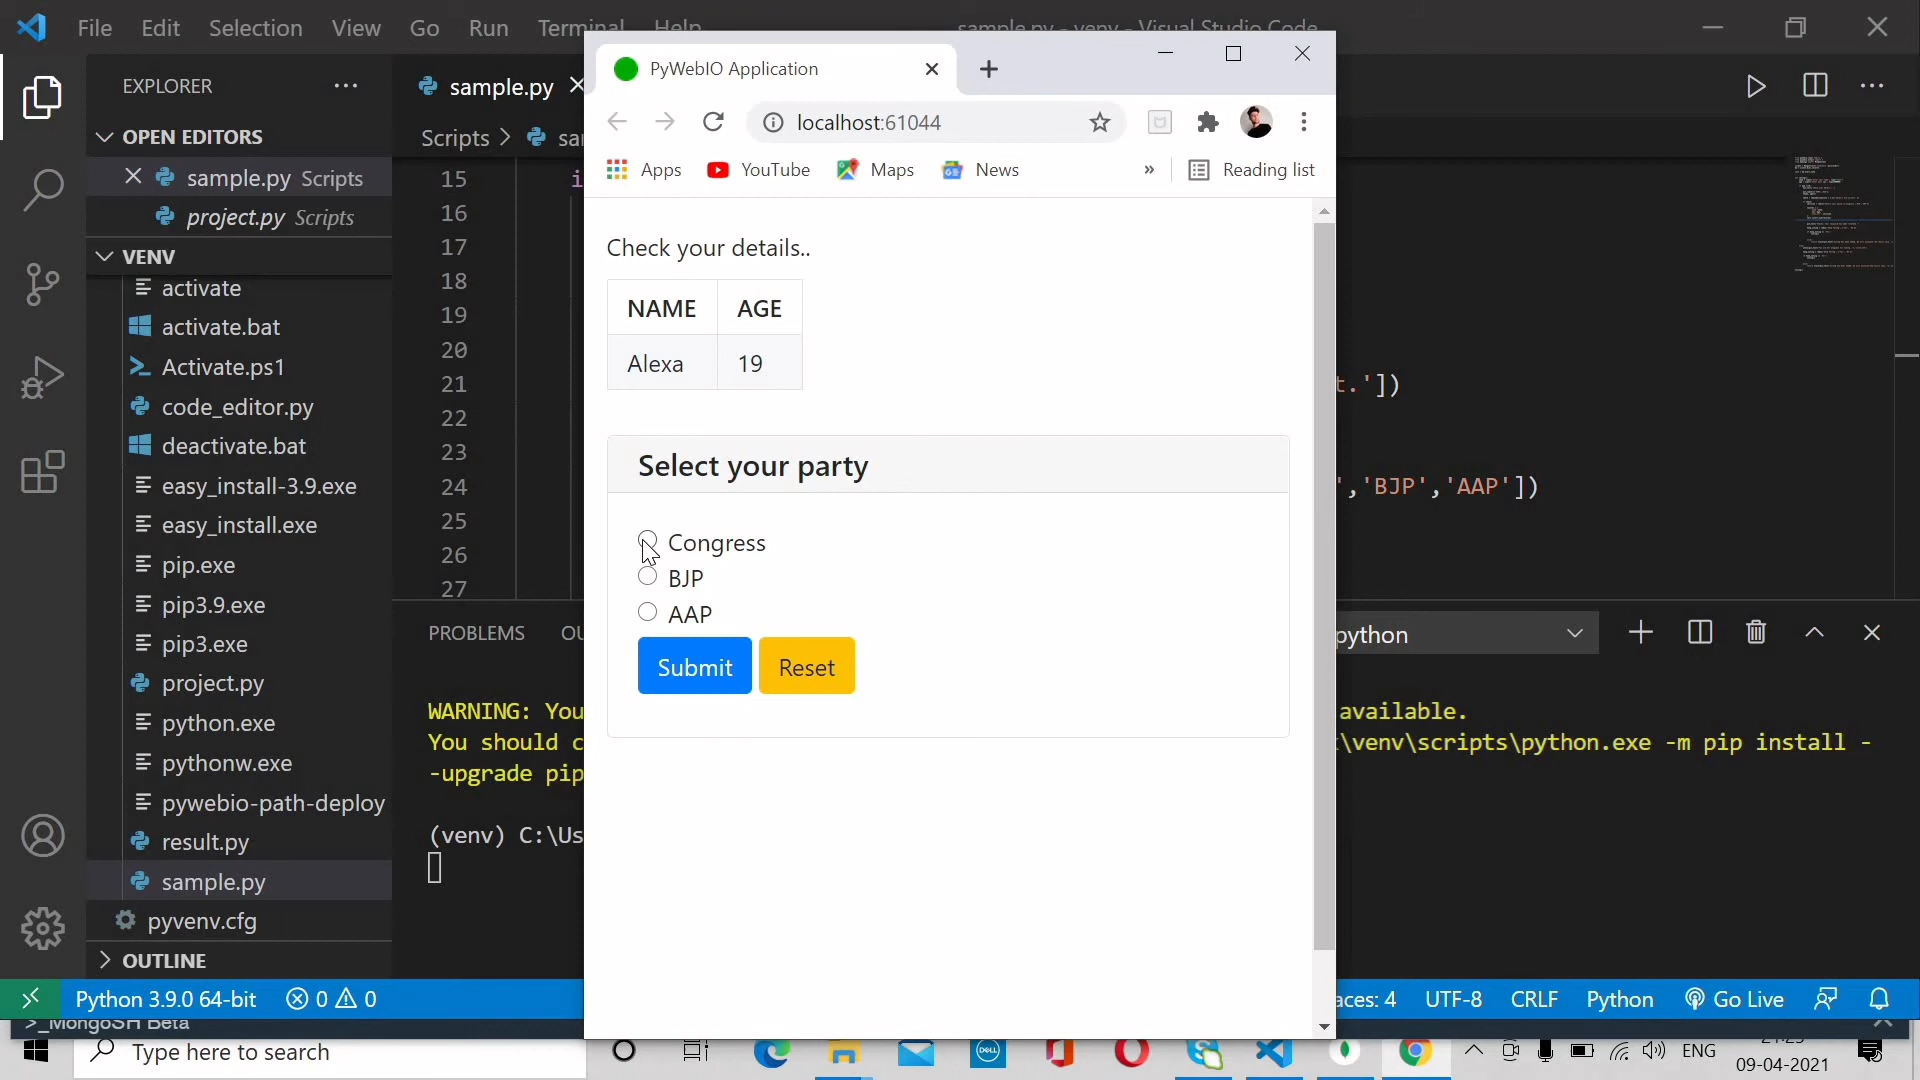 File Edit Selection View Go Run Terminal Help sample.py - venv - Visual Studio Code
EXPLORER
OPEN EDITORS
sample.py Scripts
project.py Scripts
VENV
activate
activate.bat
Activate.ps1
code_editor.py
deactivate.bat
easy_install-3.9.exe
easy_install.exe
pip.exe
pip3.9.exe
pip3.exe
project.py
python.exe
pythonw.exe
pywebio-path-deploy
result.py
sample.py
pyvenv.cfg
OUTLINE
sample.py
Scripts > sa
15 i
16
17
18
19
20
21
22
23
24
25
26
27
t.'])
','BJP','AAP'])
PyWebIO Application
localhost:61044
Apps YouTube Maps News » Reading list
Check your details..
NAME AGE
Alexa 19
Select your party
Congress
BJP
AAP
Submit Reset
PROBLEMS OU
python
WARNING: You available.
You should c \venv\scripts\python.exe -m pip install -
-upgrade pip
(venv) C:\Us
Python 3.9.0 64-bit 0 0 aces: 4 UTF-8 CRLF Python Go Live
>_MongoSH Beta
Type here to search
DELL
ENG
21:25
09-04-2021